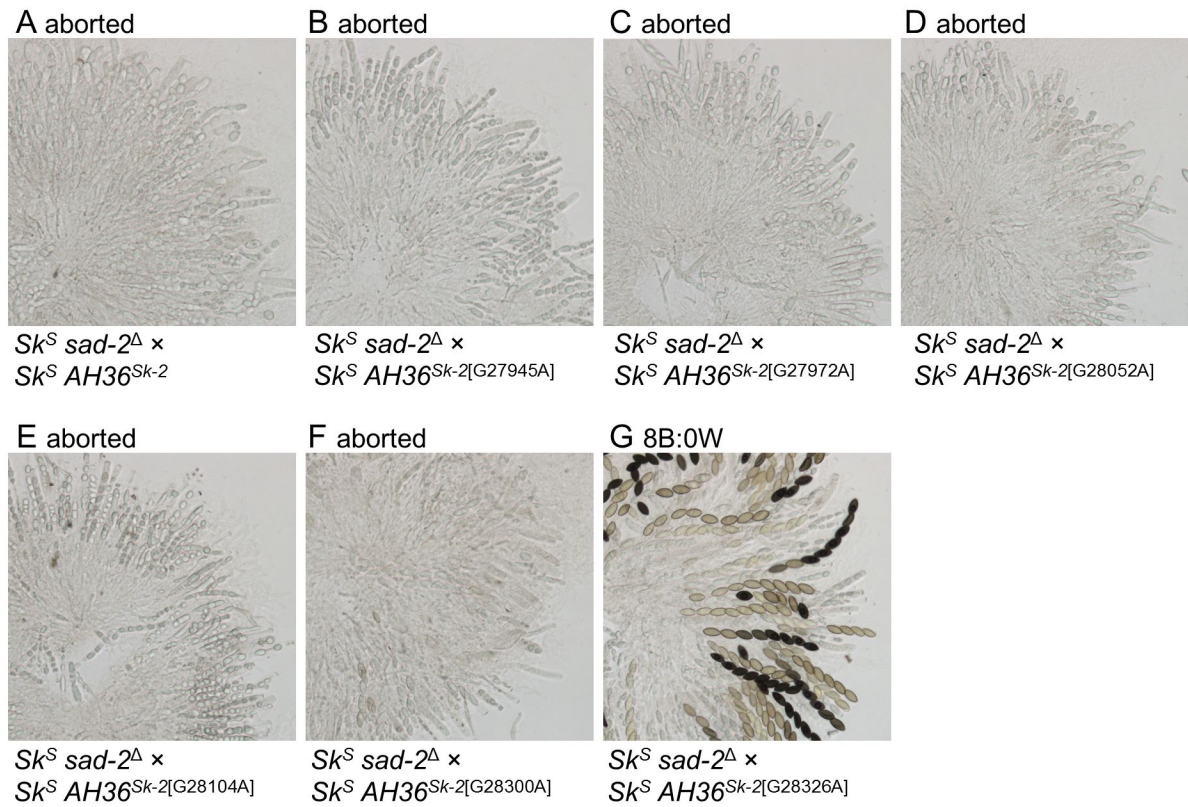 A aborted
B aborted
C aborted
D aborted
Sk^S sad-2^Δ ×
Sk^S AH36^Sk-2
Sk^S sad-2^Δ ×
Sk^S AH36^Sk-2[G27945A]
Sk^S sad-2^Δ ×
Sk^S AH36^Sk-2[G27972A]
Sk^S sad-2^Δ ×
Sk^S AH36^Sk-2[G28052A]
E aborted
F aborted
G 8B:0W
Sk^S sad-2^Δ ×
Sk^S AH36^Sk-2[G28104A]
Sk^S sad-2^Δ ×
Sk^S AH36^Sk-2[G28300A]
Sk^S sad-2^Δ ×
Sk^S AH36^Sk-2[G28326A]